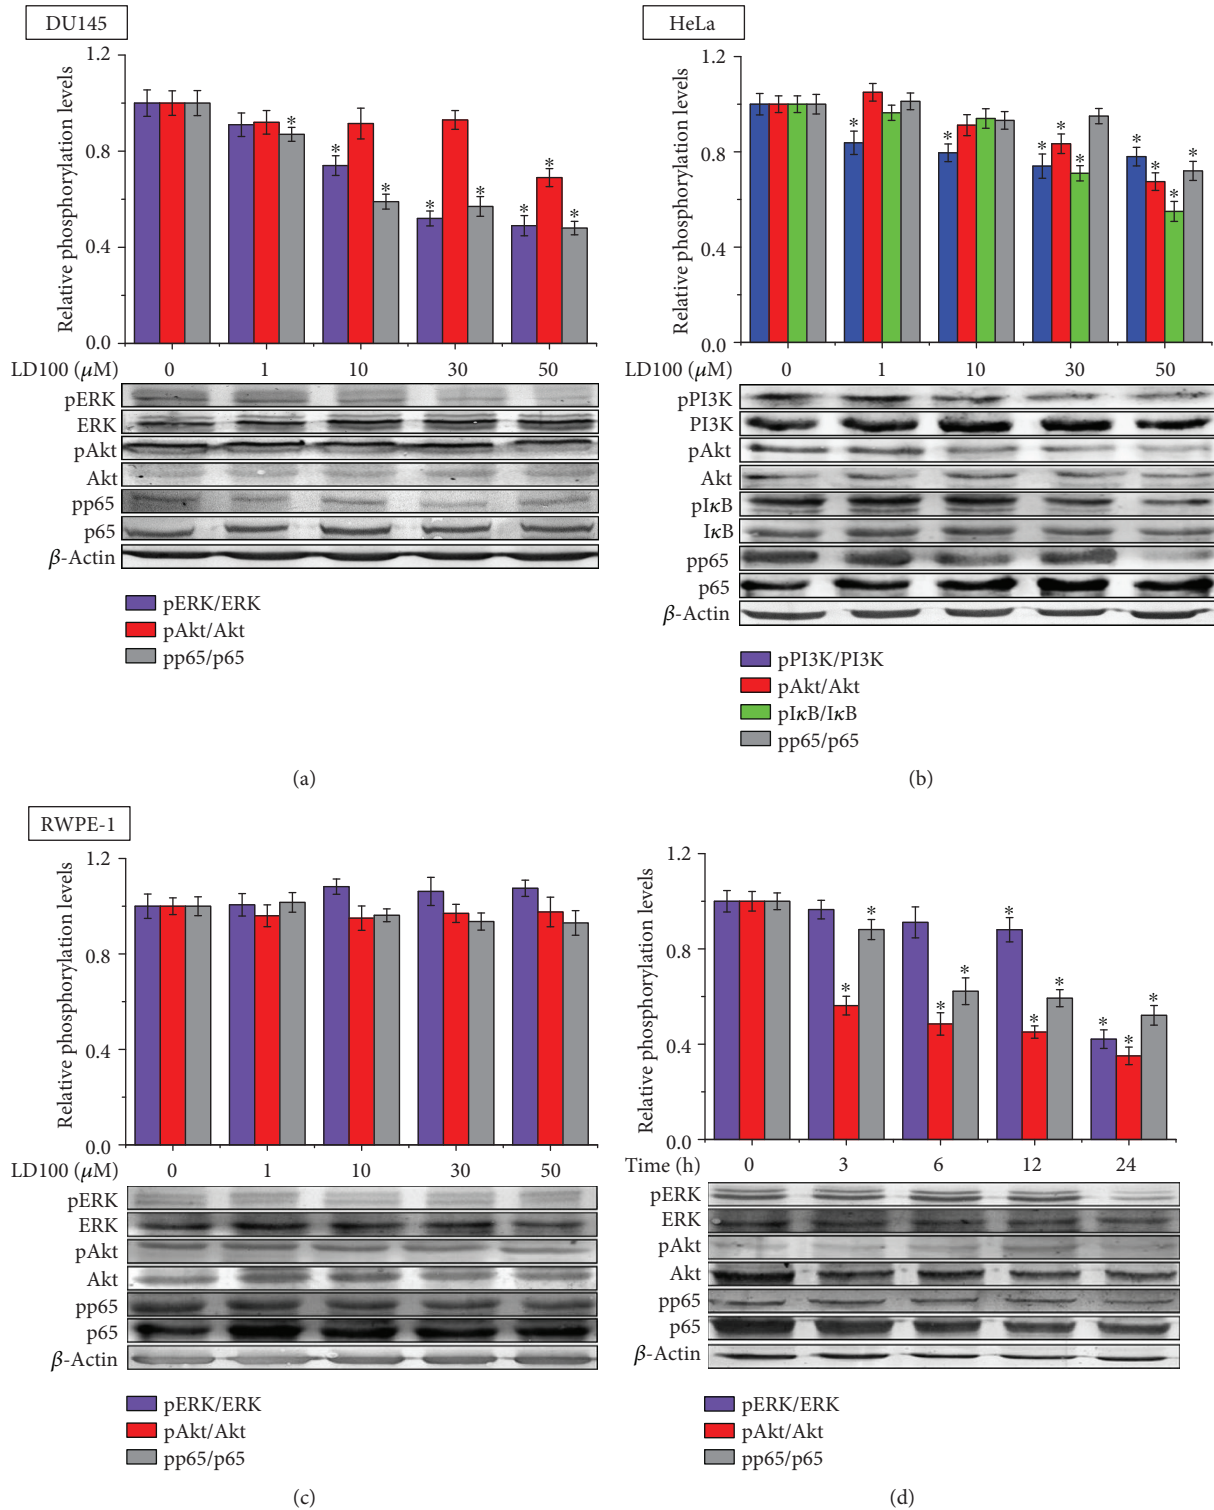 DU145
Relative phosphorylation levels
1.2
0.8
0.4
0.0
* * * * * * * *
LD100 (μM) 0 1 10 30 50
pERK
ERK
pAkt
Akt
pp65
p65
β-Actin
pERK/ERK
pAkt/Akt
pp65/p65
(a)
HeLa
Relative phosphorylation levels
1.2
0.8
0.4
0.0
* * * * * * * * *
LD100 (μM) 0 1 10 30 50
pPI3K
PI3K
pAkt
Akt
pIκB
IκB
pp65
p65
β-Actin
pPI3K/PI3K
pAkt/Akt
pIκB/IκB
pp65/p65
(b)
RWPE-1
Relative phosphorylation levels
1.2
0.8
0.4
0.0
LD100 (μM) 0 1 10 30 50
pERK
ERK
pAkt
Akt
pp65
p65
β-Actin
pERK/ERK
pAkt/Akt
pp65/p65
(c)
Relative phosphorylation levels
1.2
0.8
0.4
0.0
* * * * * * * * * *
Time (h) 0 3 6 12 24
pERK
ERK
pAkt
Akt
pp65
p65
β-Actin
pERK/ERK
pAkt/Akt
pp65/p65
(d)